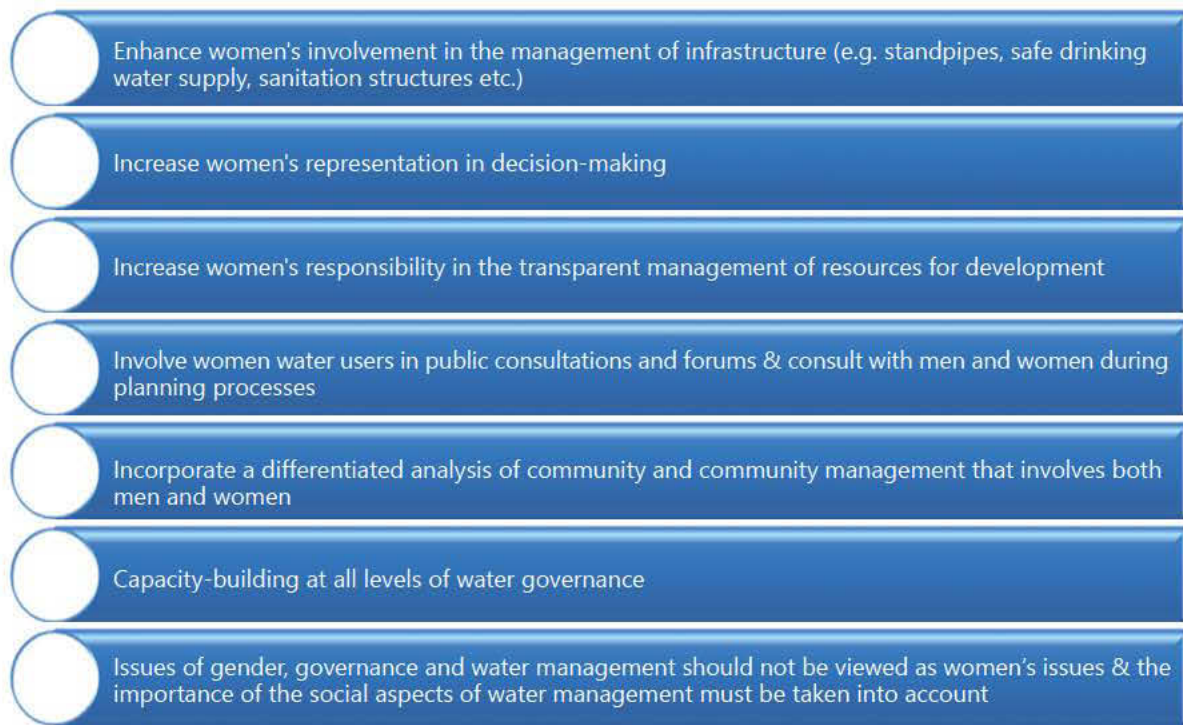 Enhance women's involvement in the management of infrastructure (e.g. standpipes, safe drinking
water supply, sanitation structures etc.)
Increase women's representation in decision-making
Increase women's responsibility in the transparent management of resources for development
Involve women water users in public consultations and forums & consult with men and women during
planning processes
Incorporate a differentiated analysis of community and community management that involves both
men and women
Capacity-building at all levels of water governance
Issues of gender, governance and water management should not be viewed as women’s issues & the
importance of the social aspects of water management must be taken into account